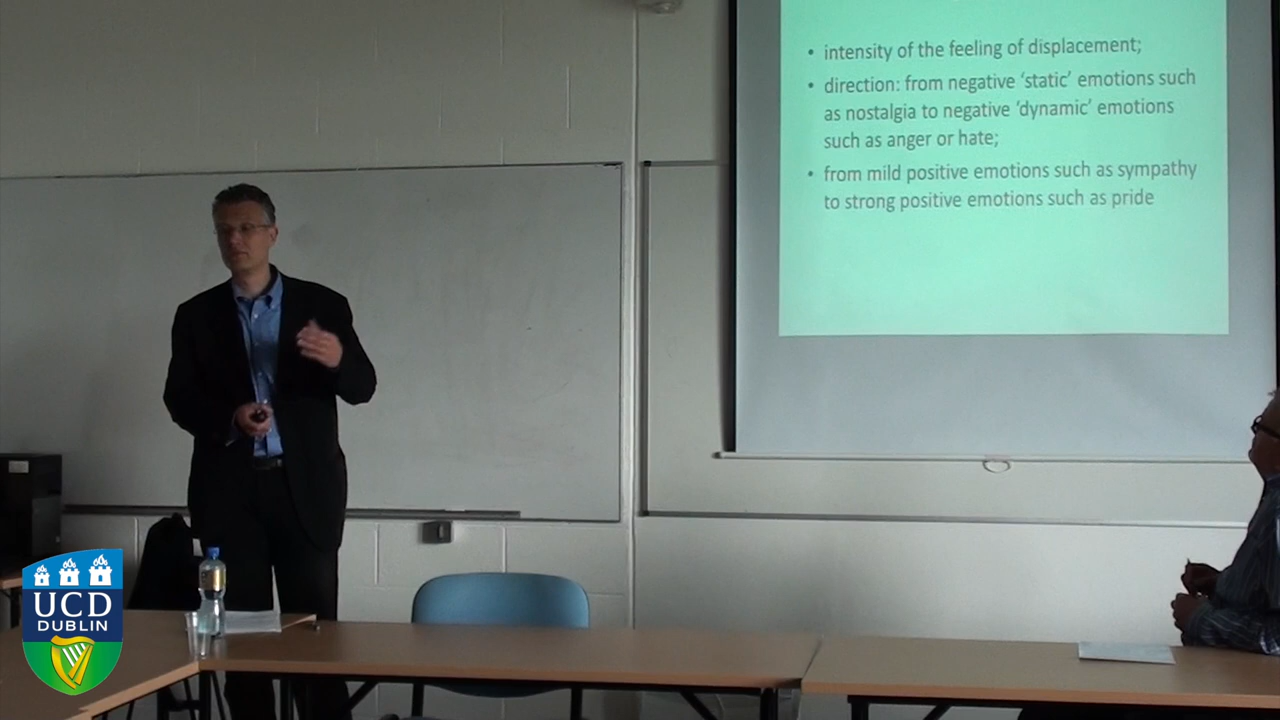 • intensity of the feeling of displacement;
• direction: from negative ‘static’ emotions such
as nostalgia to negative ‘dynamic’ emotions
such as anger or hate;
• from mild positive emotions such as sympathy
to strong positive emotions such as pride
UCD
DUBLIN